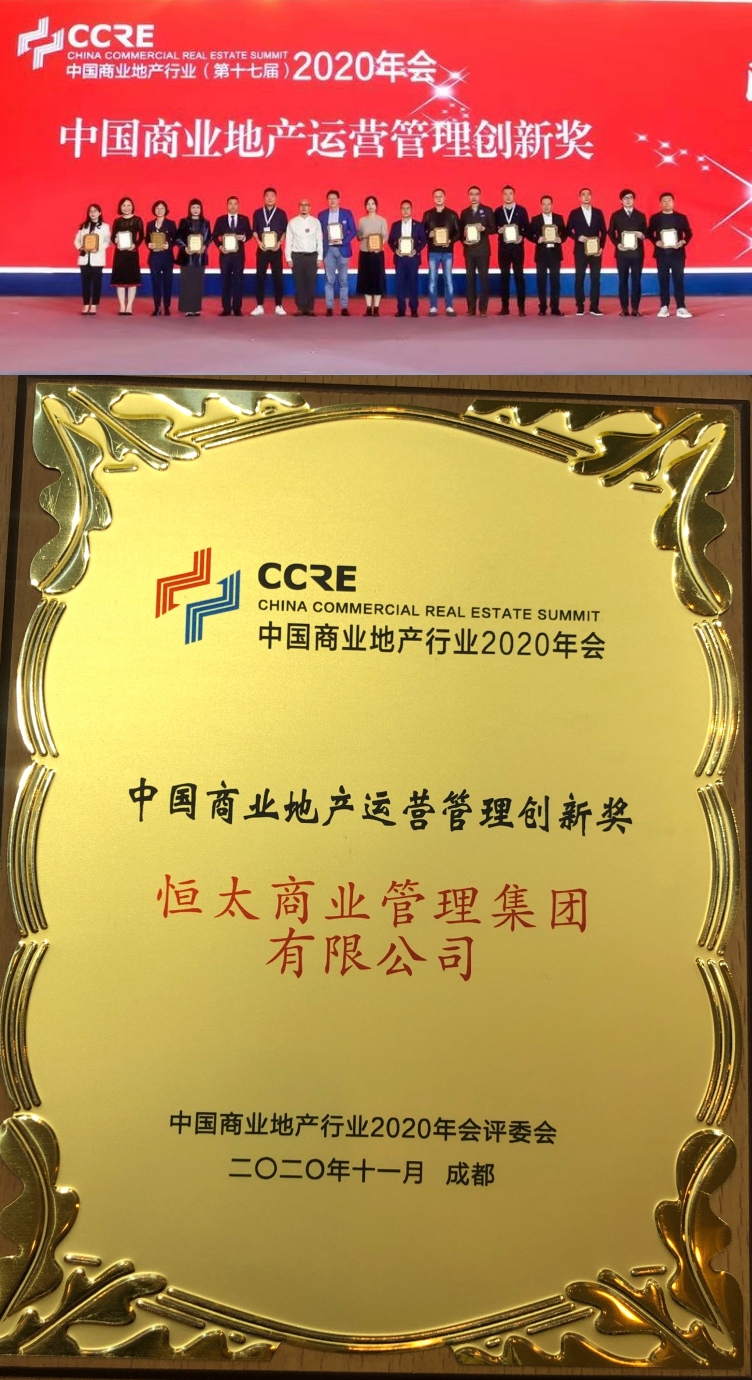 CCRE
CHINA COMMERCIAL REAL ESTATE SUMMIT
中国商业地产行业（第十七届）2020年会
中国商业地产运营管理创新奖
CCRE
CHINA COMMERCIAL REAL ESTATE SUMMIT
中国商业地产行业2020年会
中国商业地产运营管理创新奖
恒太商业管理集团
有限公司
中国商业地产行业2020年会评委会
二〇二〇年十一月 成都